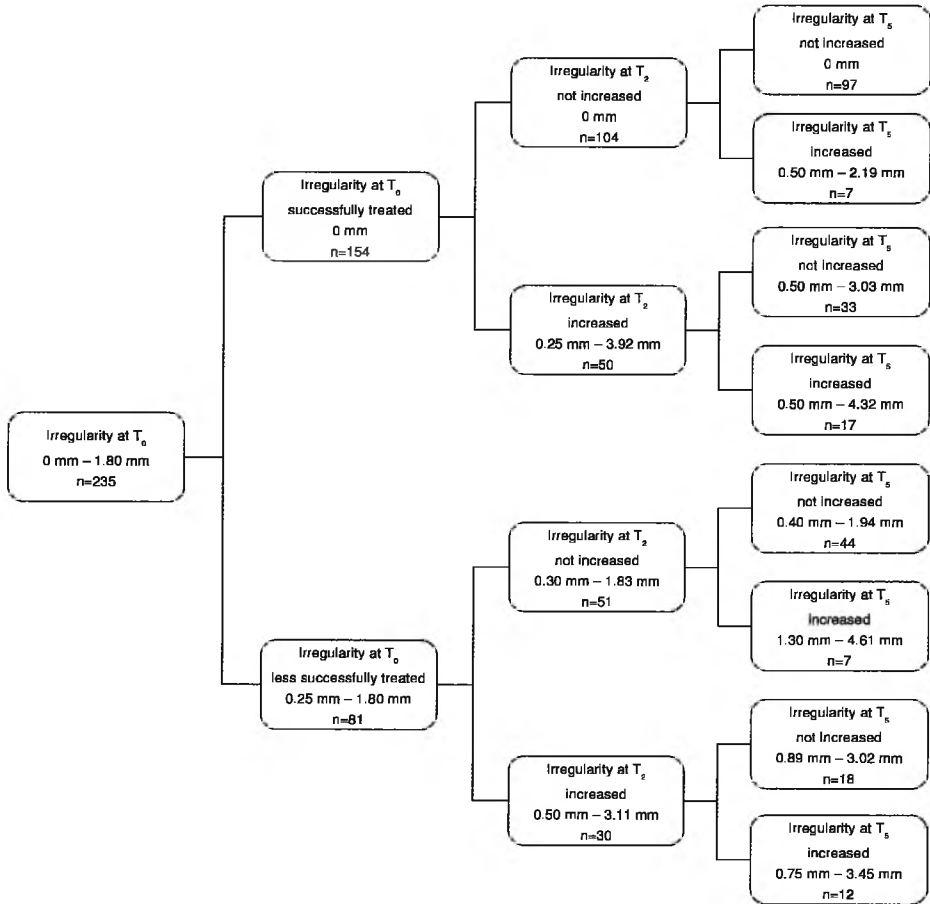 Irregularity at T₀
0 mm – 1.80 mm
n=235
Irregularity at T₀
successfully treated
0 mm
n=154
Irregularity at T₀
less successfully treated
0.25 mm – 1.80 mm
n=81
Irregularity at T₂
not increased
0 mm
n=104
Irregularity at T₂
increased
0.25 mm – 3.92 mm
n=50
Irregularity at T₂
not increased
0.30 mm – 1.83 mm
n=51
Irregularity at T₂
increased
0.50 mm – 3.11 mm
n=30
Irregularity at T₅
not increased
0 mm
n=97
Irregularity at T₅
increased
0.50 mm – 2.19 mm
n=7
Irregularity at T₅
not increased
0.50 mm – 3.03 mm
n=33
Irregularity at T₅
increased
0.50 mm – 4.32 mm
n=17
Irregularity at T₅
not increased
0.40 mm – 1.94 mm
n=44
Irregularity at T₅
increased
1.30 mm – 4.61 mm
n=7
Irregularity at T₅
not increased
0.89 mm – 3.02 mm
n=18
Irregularity at T₅
increased
0.75 mm – 3.45 mm
n=12